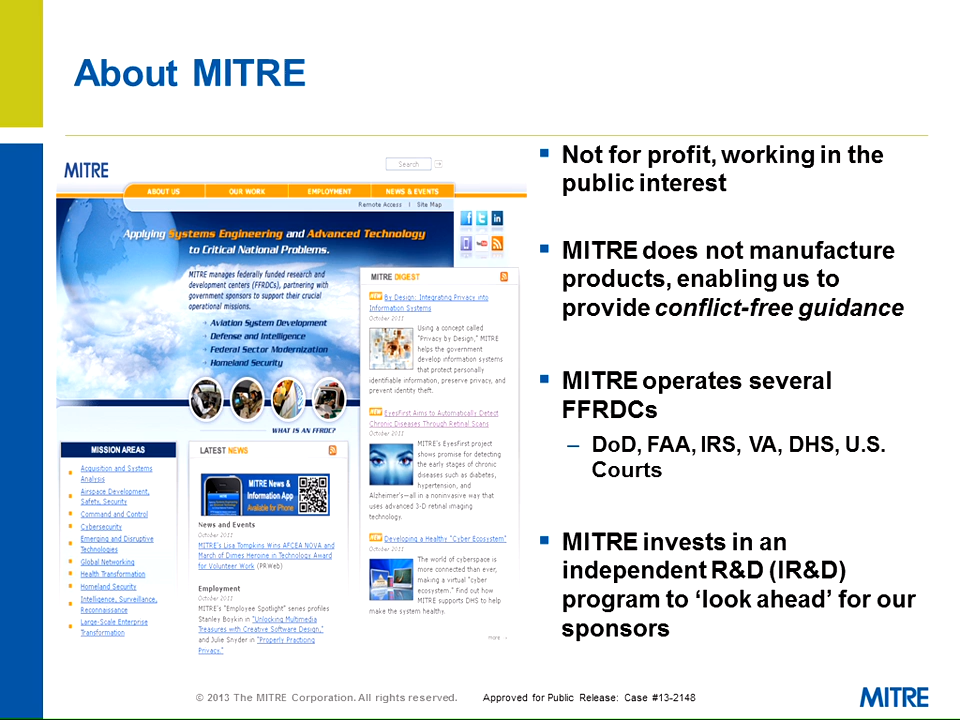 About MITRE
MITRE
Search
ABOUT US
OUR WORK
EMPLOYMENT
NEWS & EVENTS
Remote Access | Site Map
Applying Systems Engineering and Advanced Technology
to Critical National Problems.
MITRE manages federally funded research and
development centers (FFRDCs), partnering with
government sponsors to support their crucial
operational missions.
• Aviation System Development
• Defense and Intelligence
• Federal Sector Modernization
• Homeland Security
WHAT IS AN FFRDC?
MISSION AREAS
Acquisition and Systems
Analysis
Airspace Development,
Safety, Security
Command and Control
Cybersecurity
Emerging and Disruptive
Technologies
Global Networking
Health Transformation
Homeland Security
Intelligence, Surveillance,
Reconnaissance
Large-Scale Enterprise
Transformation
LATEST NEWS
MITRE News &
Information App
Available for iPhone
News and Events
October 2011
MITRE's Lisa Tompkins Wins AFCEA NOVA and
March of Dimes Heroine in Technology Award
for Volunteer Work (PRWeb)
Employment
October 2011
MITRE's "Employee Spotlight" series profiles
Stanley Boykin in "Unlocking Multimedia
Treasures with Creative Software Design,"
and Julie Snyder in "Properly Practicing
Privacy."
MITRE DIGEST
NEW By Design: Integrating Privacy into
Information Systems
October 2011
Using a concept called
"Privacy by Design," MITRE
helps the government
develop information systems
that protect personally
identifiable information, preserve privacy, and
prevent identity theft.
NEW EyesFirst Aims to Automatically Detect
Chronic Diseases Through Retinal Scans
October 2011
MITRE's EyesFirst project
shows promise for detecting
the early stages of chronic
diseases such as diabetes,
hypertension, and
Alzheimer's—all in a noninvasive way that
uses advanced 3-D retinal imaging
technology.
NEW Developing a Healthy "Cyber Ecosystem"
October 2011
The world of cyberspace is
more connected than ever,
making a virtual "cyber
ecosystem." Find out how
MITRE supports DHS to help
make the system healthy.
more
▪ Not for profit, working in the
public interest
▪ MITRE does not manufacture
products, enabling us to
provide conflict-free guidance
▪ MITRE operates several
FFRDCs
– DoD, FAA, IRS, VA, DHS, U.S.
Courts
▪ MITRE invests in an
independent R&D (IR&D)
program to ‘look ahead’ for our
sponsors
© 2013 The MITRE Corporation. All rights reserved.
Approved for Public Release: Case #13-2148
MITRE